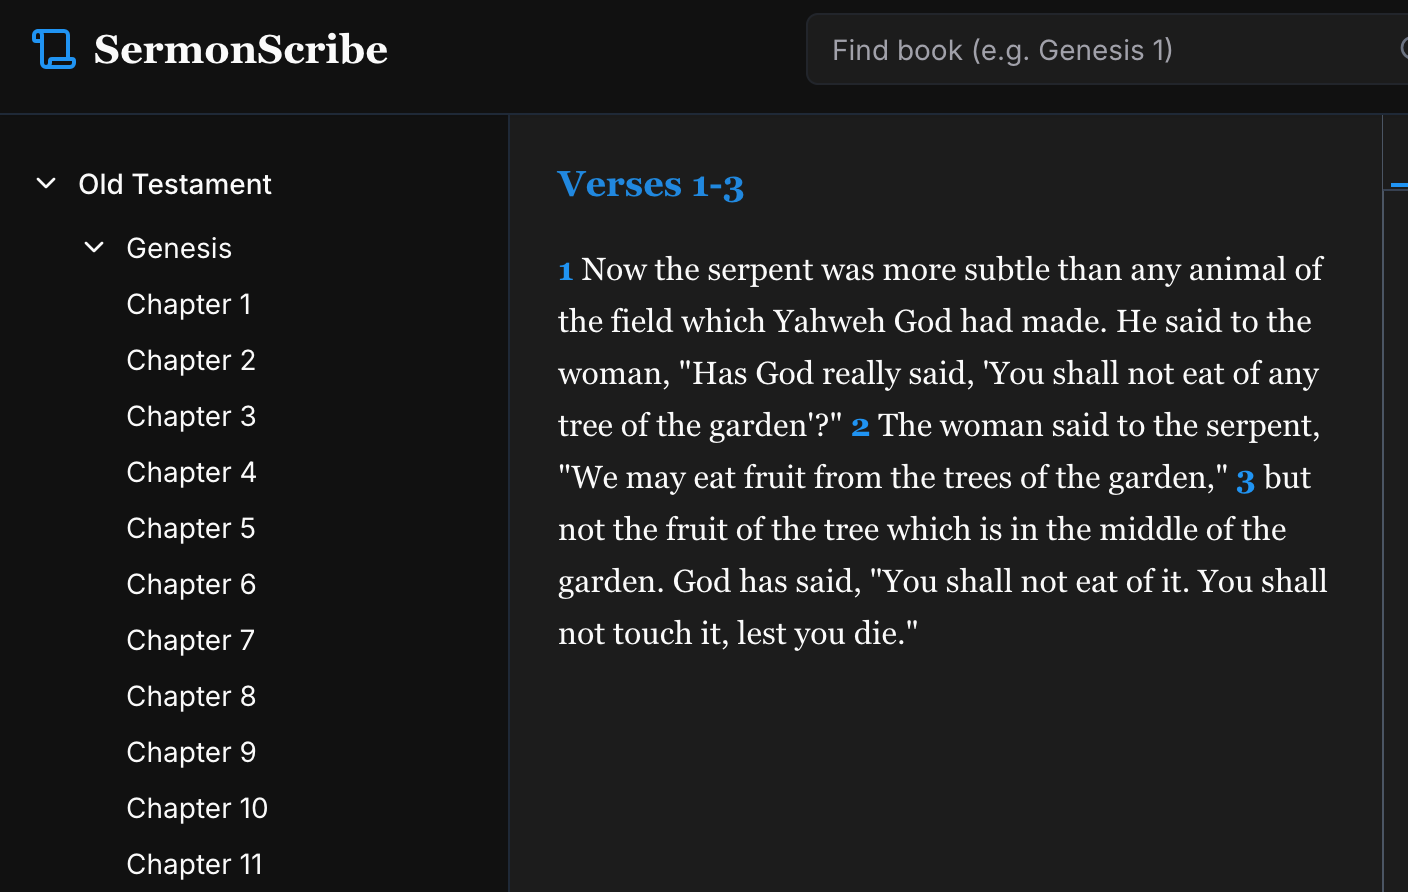 SermonScribe
Find book (e.g. Genesis 1)
Old Testament
Genesis
Chapter 1
Chapter 2
Chapter 3
Chapter 4
Chapter 5
Chapter 6
Chapter 7
Chapter 8
Chapter 9
Chapter 10
Chapter 11
Verses 1-3
1 Now the serpent was more subtle than any animal of
the field which Yahweh God had made. He said to the
woman, "Has God really said, 'You shall not eat of any
tree of the garden'?" 2 The woman said to the serpent,
"We may eat fruit from the trees of the garden," 3 but
not the fruit of the tree which is in the middle of the
garden. God has said, "You shall not eat of it. You shall
not touch it, lest you die."